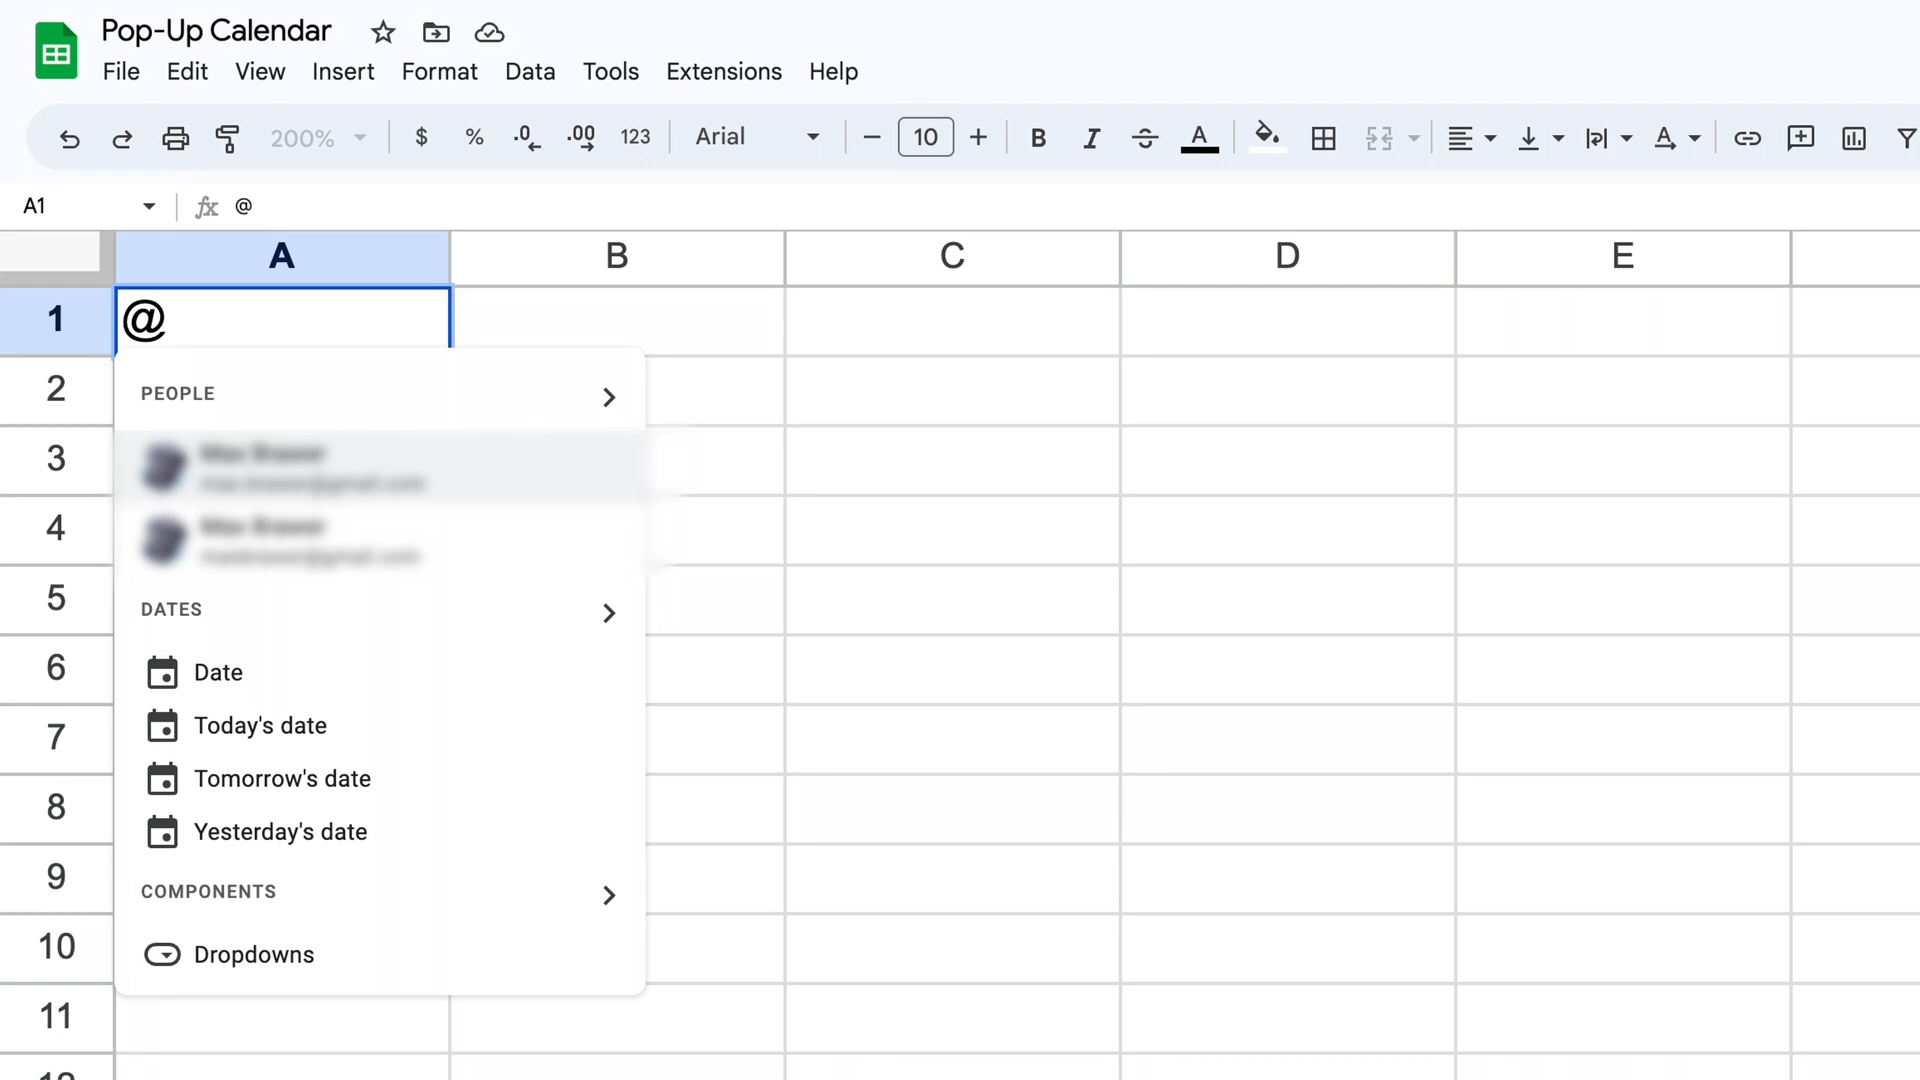 Pop-Up Calendar
File Edit View Insert Format Data Tools Extensions Help
200% $ % .0 .00 123 Arial 10 B I S A A
A1 fx @
A B C D E
1 @
2
3
4
5
6
7
8
9
10
11
PEOPLE
DATES
Date
Today's date
Tomorrow's date
Yesterday's date
COMPONENTS
Dropdowns